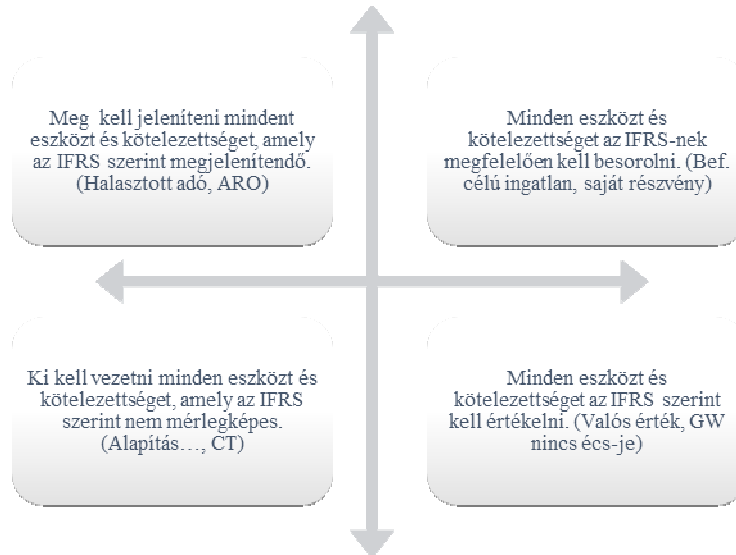 Meg kell jeleníteni mindent
eszközt és kötelezettséget, amely
az IFRS szerint megjelenítendő.
(Halasztott adó, ARO)
Minden eszközt és
kötelezettséget az IFRS-nek
megfelelően kell besorolni. (Bef.
célú ingatlan, saját részvény)
Ki kell vezetni minden eszközt és
kötelezettséget, amely az IFRS
szerint nem mérlegképes.
(Alapítás…, CT)
Minden eszközt és
kötelezettséget az IFRS szerint
kell értékelni. (Valós érték, GW
nincs écs-je)